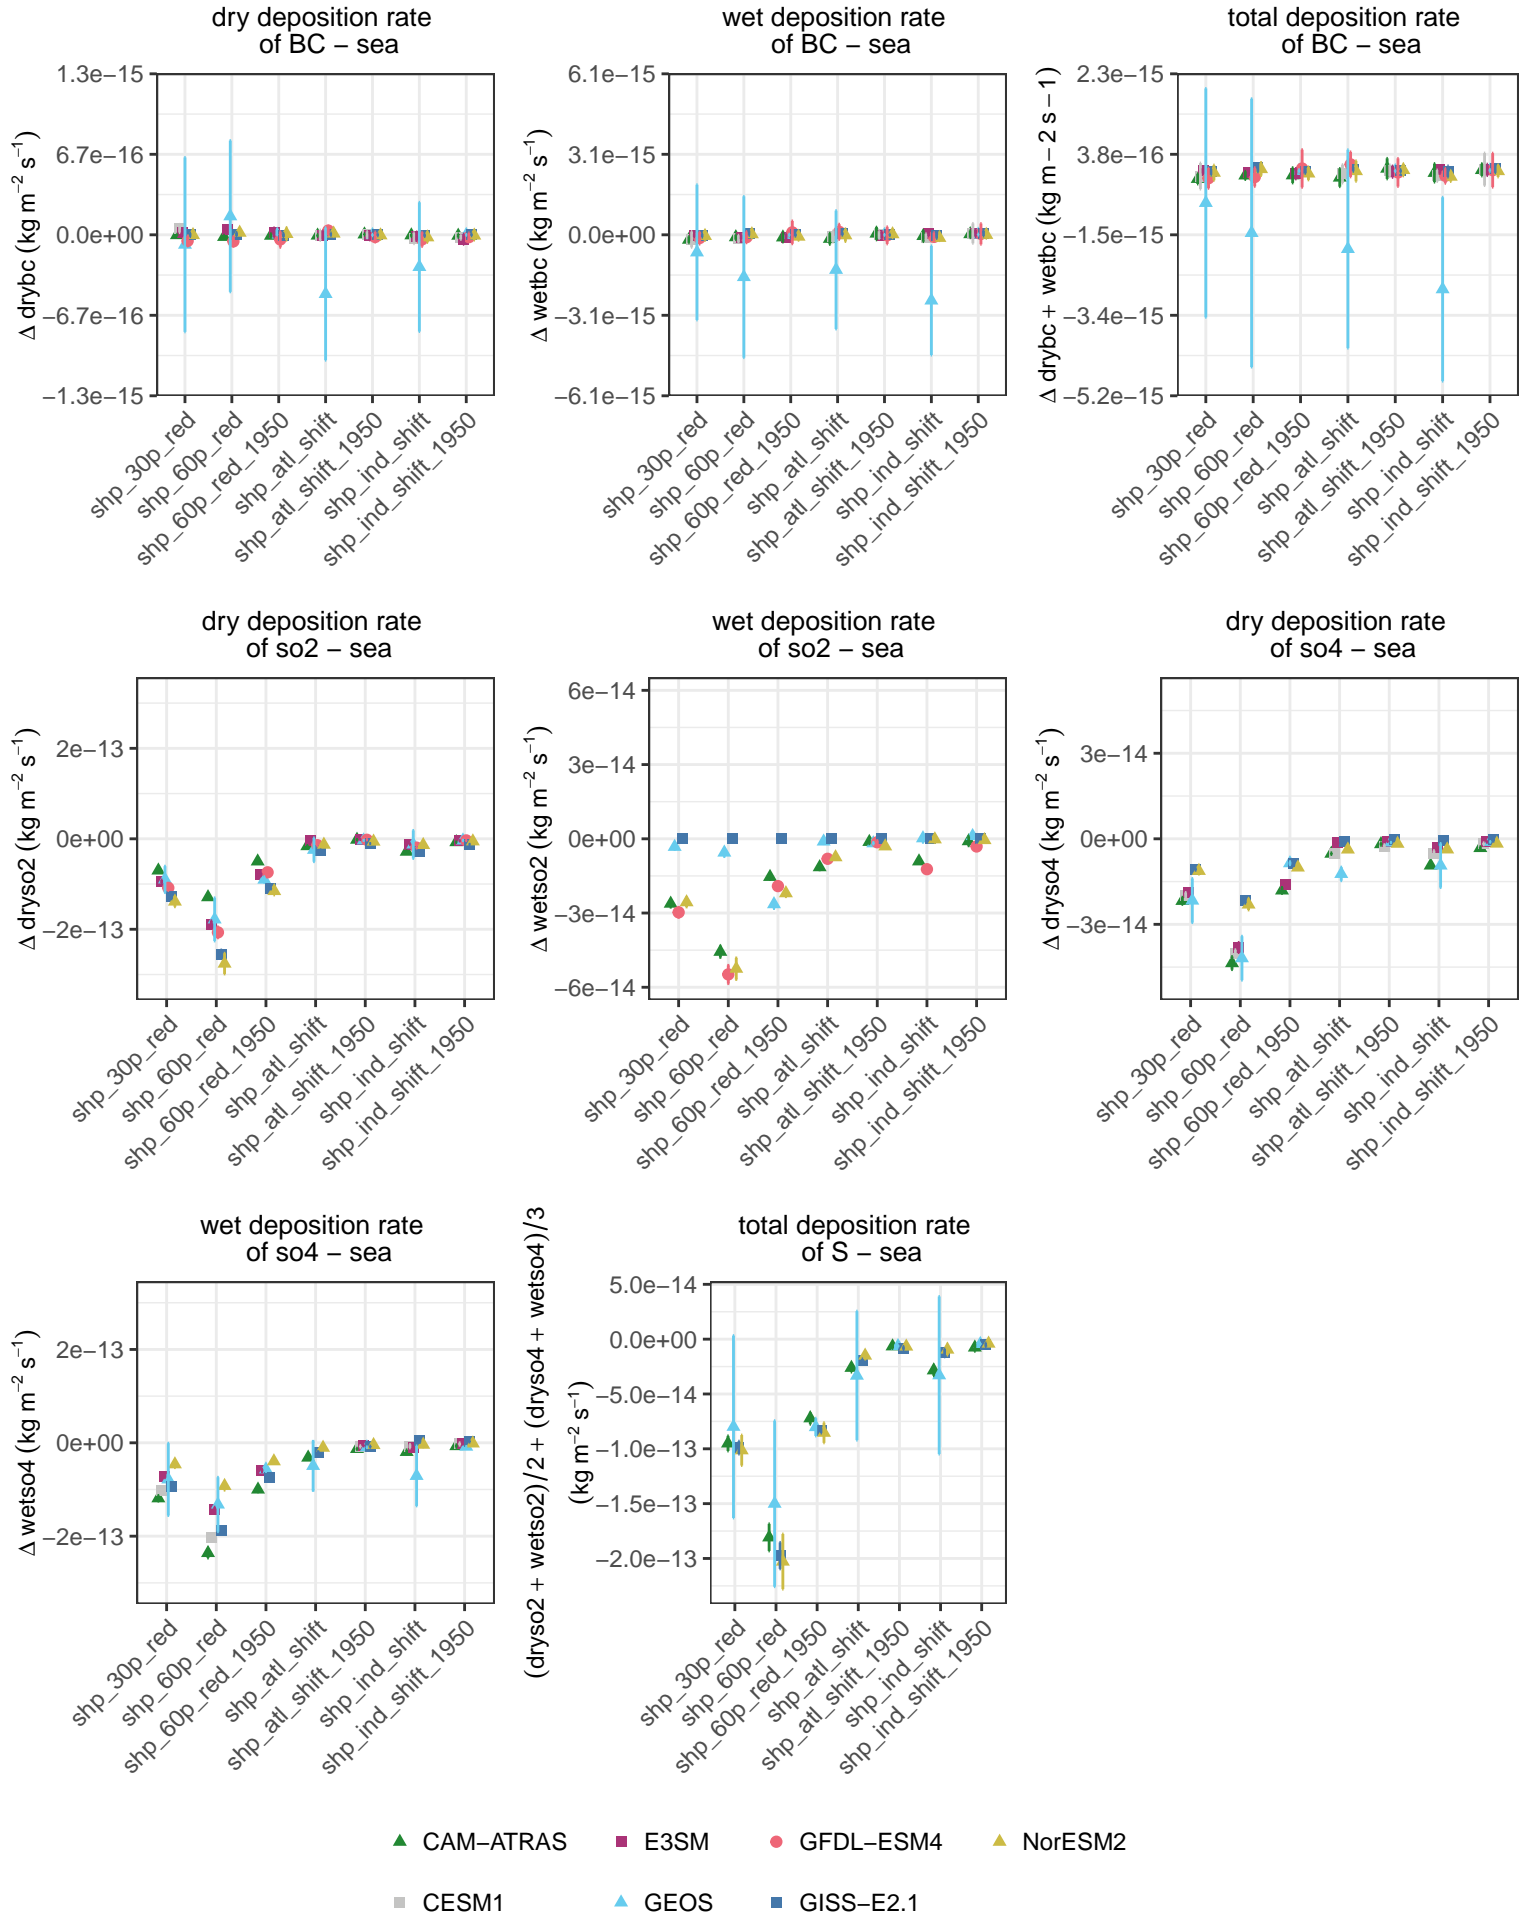 dry deposition rate
of BC − sea
Δ drybc (kg m−2 s−1)
1.3e−15
6.7e−16
0.0e+00
−6.7e−16
−1.3e−15
shp_30p_red
shp_60p_red
shp_60p_red_1950
shp_atl_shift
shp_atl_shift_1950
shp_ind_shift
shp_ind_shift_1950
wet deposition rate
of BC − sea
Δ wetbc (kg m−2 s−1)
6.1e−15
3.1e−15
0.0e+00
−3.1e−15
−6.1e−15
shp_30p_red
shp_60p_red
shp_60p_red_1950
shp_atl_shift
shp_atl_shift_1950
shp_ind_shift
shp_ind_shift_1950
total deposition rate
of BC − sea
Δ drybc + wetbc (kg m−2 s−1)
2.3e−15
3.8e−16
−1.5e−15
−3.4e−15
−5.2e−15
shp_30p_red
shp_60p_red
shp_60p_red_1950
shp_atl_shift
shp_atl_shift_1950
shp_ind_shift
shp_ind_shift_1950
dry deposition rate
of so2 − sea
Δ dryso2 (kg m−2 s−1)
2e−13
0e+00
−2e−13
shp_30p_red
shp_60p_red
shp_60p_red_1950
shp_atl_shift
shp_atl_shift_1950
shp_ind_shift
shp_ind_shift_1950
wet deposition rate
of so2 − sea
Δ wetso2 (kg m−2 s−1)
6e−14
3e−14
0e+00
−3e−14
−6e−14
shp_30p_red
shp_60p_red
shp_60p_red_1950
shp_atl_shift
shp_atl_shift_1950
shp_ind_shift
shp_ind_shift_1950
dry deposition rate
of so4 − sea
Δ dryso4 (kg m−2 s−1)
3e−14
0e+00
−3e−14
shp_30p_red
shp_60p_red
shp_60p_red_1950
shp_atl_shift
shp_atl_shift_1950
shp_ind_shift
shp_ind_shift_1950
wet deposition rate
of so4 − sea
Δ wetso4 (kg m−2 s−1)
2e−13
0e+00
−2e−13
shp_30p_red
shp_60p_red
shp_60p_red_1950
shp_atl_shift
shp_atl_shift_1950
shp_ind_shift
shp_ind_shift_1950
total deposition rate
of S − sea
(dryso2 + wetso2)/2 + (dryso4 + wetso4)/3
(kg m−2 s−1)
5.0e−14
0.0e+00
−5.0e−14
−1.0e−13
−1.5e−13
−2.0e−13
shp_30p_red
shp_60p_red
shp_60p_red_1950
shp_atl_shift
shp_atl_shift_1950
shp_ind_shift
shp_ind_shift_1950
CAM−ATRAS E3SM GFDL−ESM4 NorESM2
CESM1 GEOS GISS−E2.1